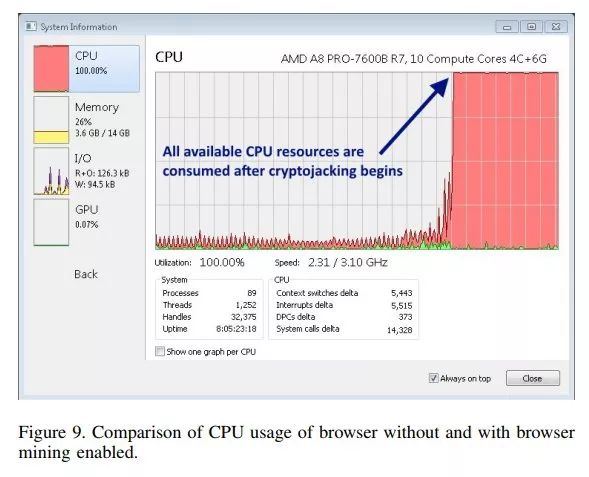 System Information
CPU
100.00%
Memory
26%
3.6 GB / 14 GB
I/O
R+O: 126.3 kB
W: 94.5 kB
GPU
0.07%
Back
CPU
AMD A8 PRO-7600B R7, 10 Compute Cores 4C+6G
All available CPU resources are
consumed after cryptojacking begins
Utilization: 100.00% Speed: 2.31 / 3.10 GHz
System
Processes 89
Threads 1,252
Handles 32,375
Uptime 8:05:23:18
CPU
Context switches delta 5,443
Interrupts delta 5,515
DPCs delta 373
System calls delta 14,328
Show one graph per CPU
Always on top
Close
Figure 9. Comparison of CPU usage of browser without and with browser
mining enabled.